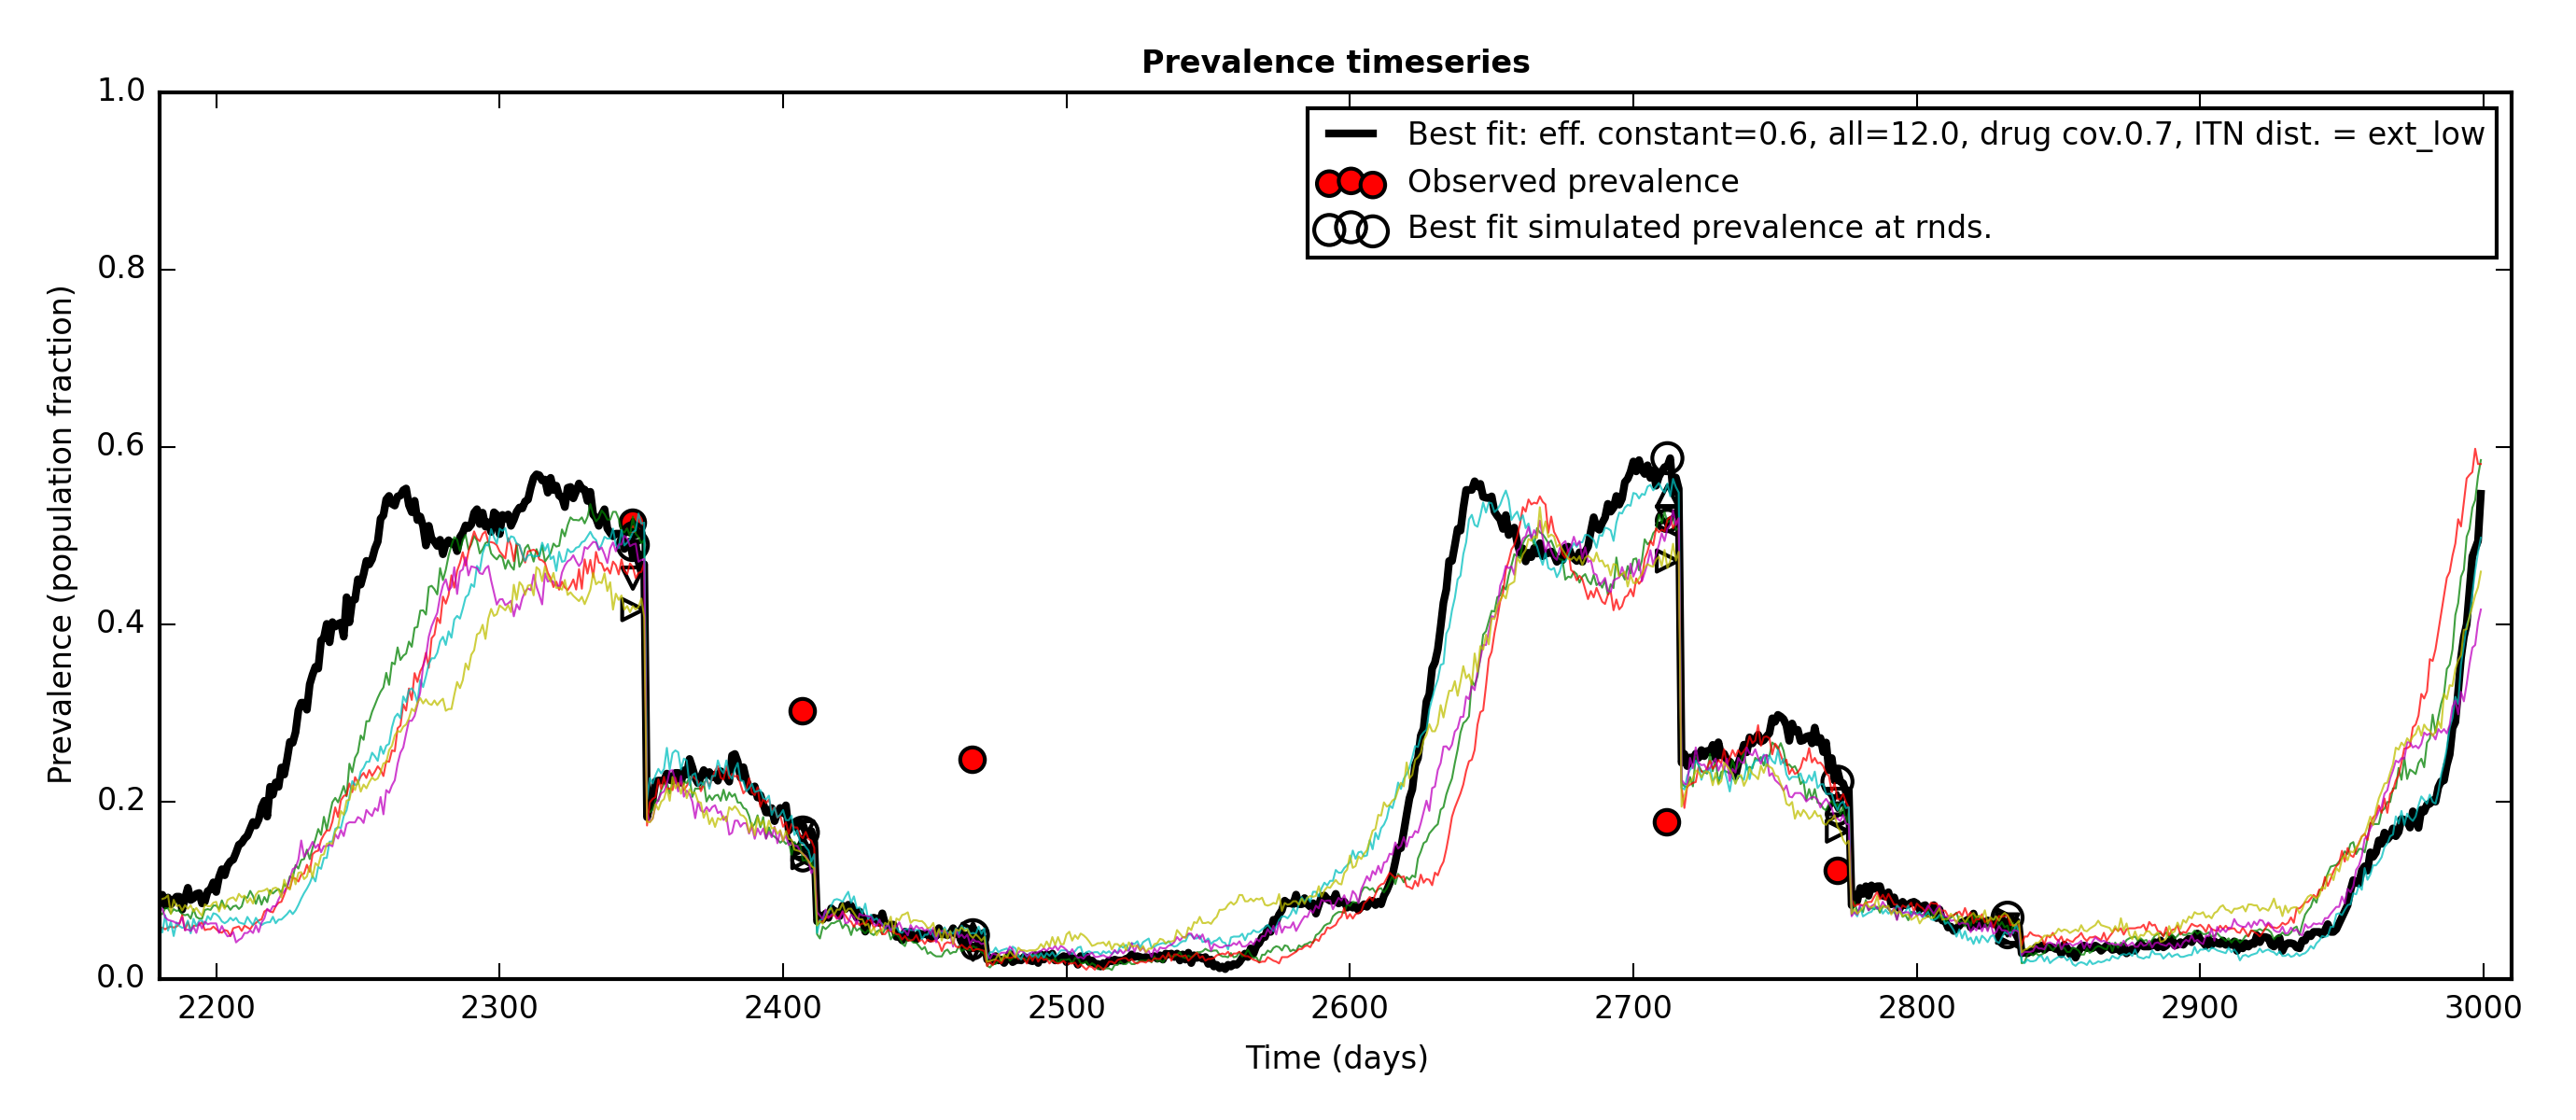 Prevalence timeseries
1.0
0.8
0.6
0.4
0.2
0.0
Prevalence (population fraction)
Best fit: eff. constant=0.6, all=12.0, drug cov.0.7, ITN dist. = ext_low
Observed prevalence
Best fit simulated prevalence at rnds.
2200 2300 2400 2500 2600 2700 2800 2900 3000
Time (days)